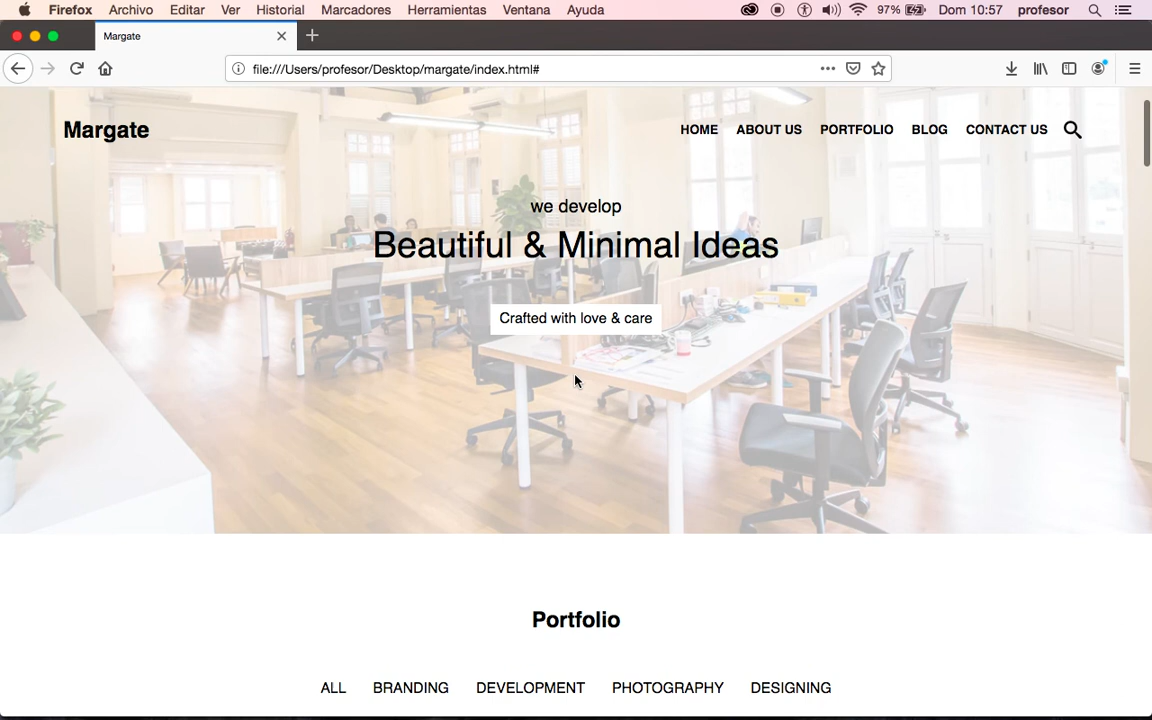 Firefox Archivo Editar Ver Historial Marcadores Herramientas Ventana Ayuda 97% Dom 10:57 profesor
Margate
file:///Users/profesor/Desktop/margate/index.html#
Margate HOME ABOUT US PORTFOLIO BLOG CONTACT US
we develop
Beautiful & Minimal Ideas
Crafted with love & care
Portfolio
ALL BRANDING DEVELOPMENT PHOTOGRAPHY DESIGNING